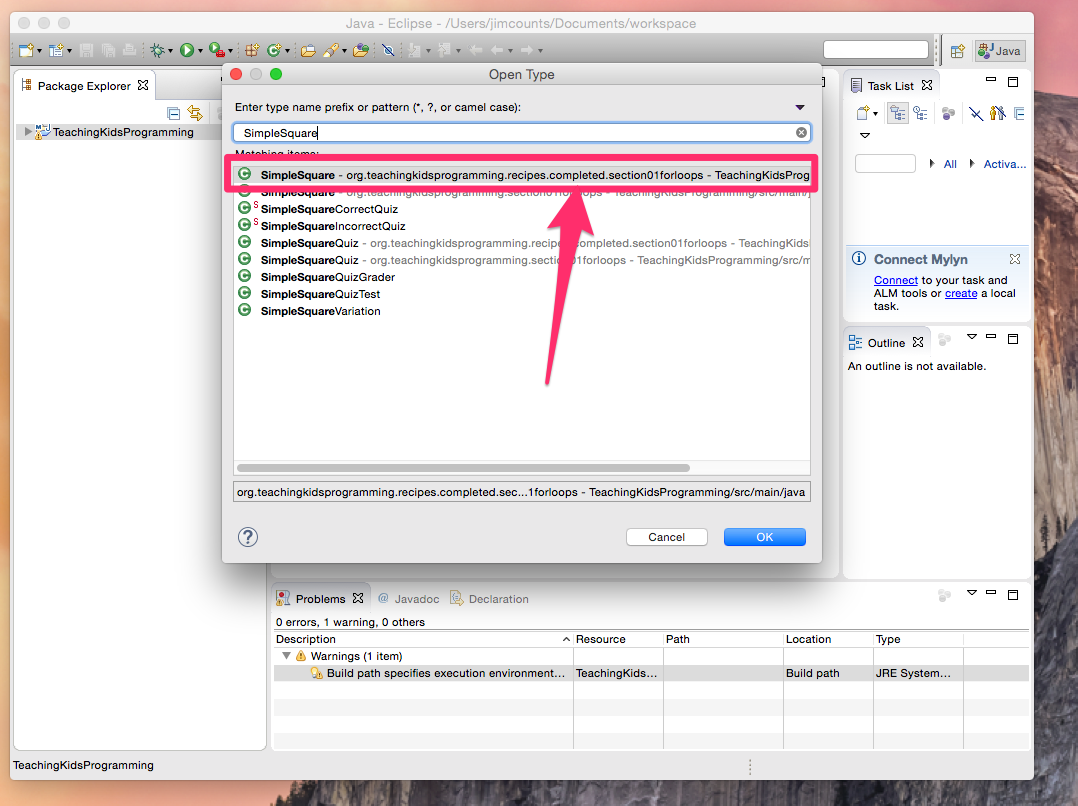 Java - Eclipse - /Users/jimcounts/Documents/workspace
Java
Package Explorer
TeachingKidsProgramming
Open Type
Enter type name prefix or pattern (*, ?, or camel case):
SimpleSquare
Matching items:
SimpleSquare - org.teachingkidsprogramming.recipes.completed.section01forloops - TeachingKidsProg
SimpleSquare - org.teachingkidsprogramming.section01forloops - TeachingKidsProgramming/src/main/j
SimpleSquareCorrectQuiz
SimpleSquareIncorrectQuiz
SimpleSquareQuiz - org.teachingkidsprogramming.recipes.completed.section01forloops - TeachingKids
SimpleSquareQuiz - org.teachingkidsprogramming.section01forloops - TeachingKidsProgramming/src/m
SimpleSquareQuizGrader
SimpleSquareQuizTest
SimpleSquareVariation
org.teachingkidsprogramming.recipes.completed.sec...1forloops - TeachingKidsProgramming/src/main/java
?
Cancel
OK
Task List
All
Activa...
Connect Mylyn
Connect to your task and
ALM tools or create a local
task.
Outline
An outline is not available.
Problems
@ Javadoc
Declaration
0 errors, 1 warning, 0 others
Description Resource Path Location Type
Warnings (1 item)
Build path specifies execution environment... TeachingKids... Build path JRE System...
TeachingKidsProgramming